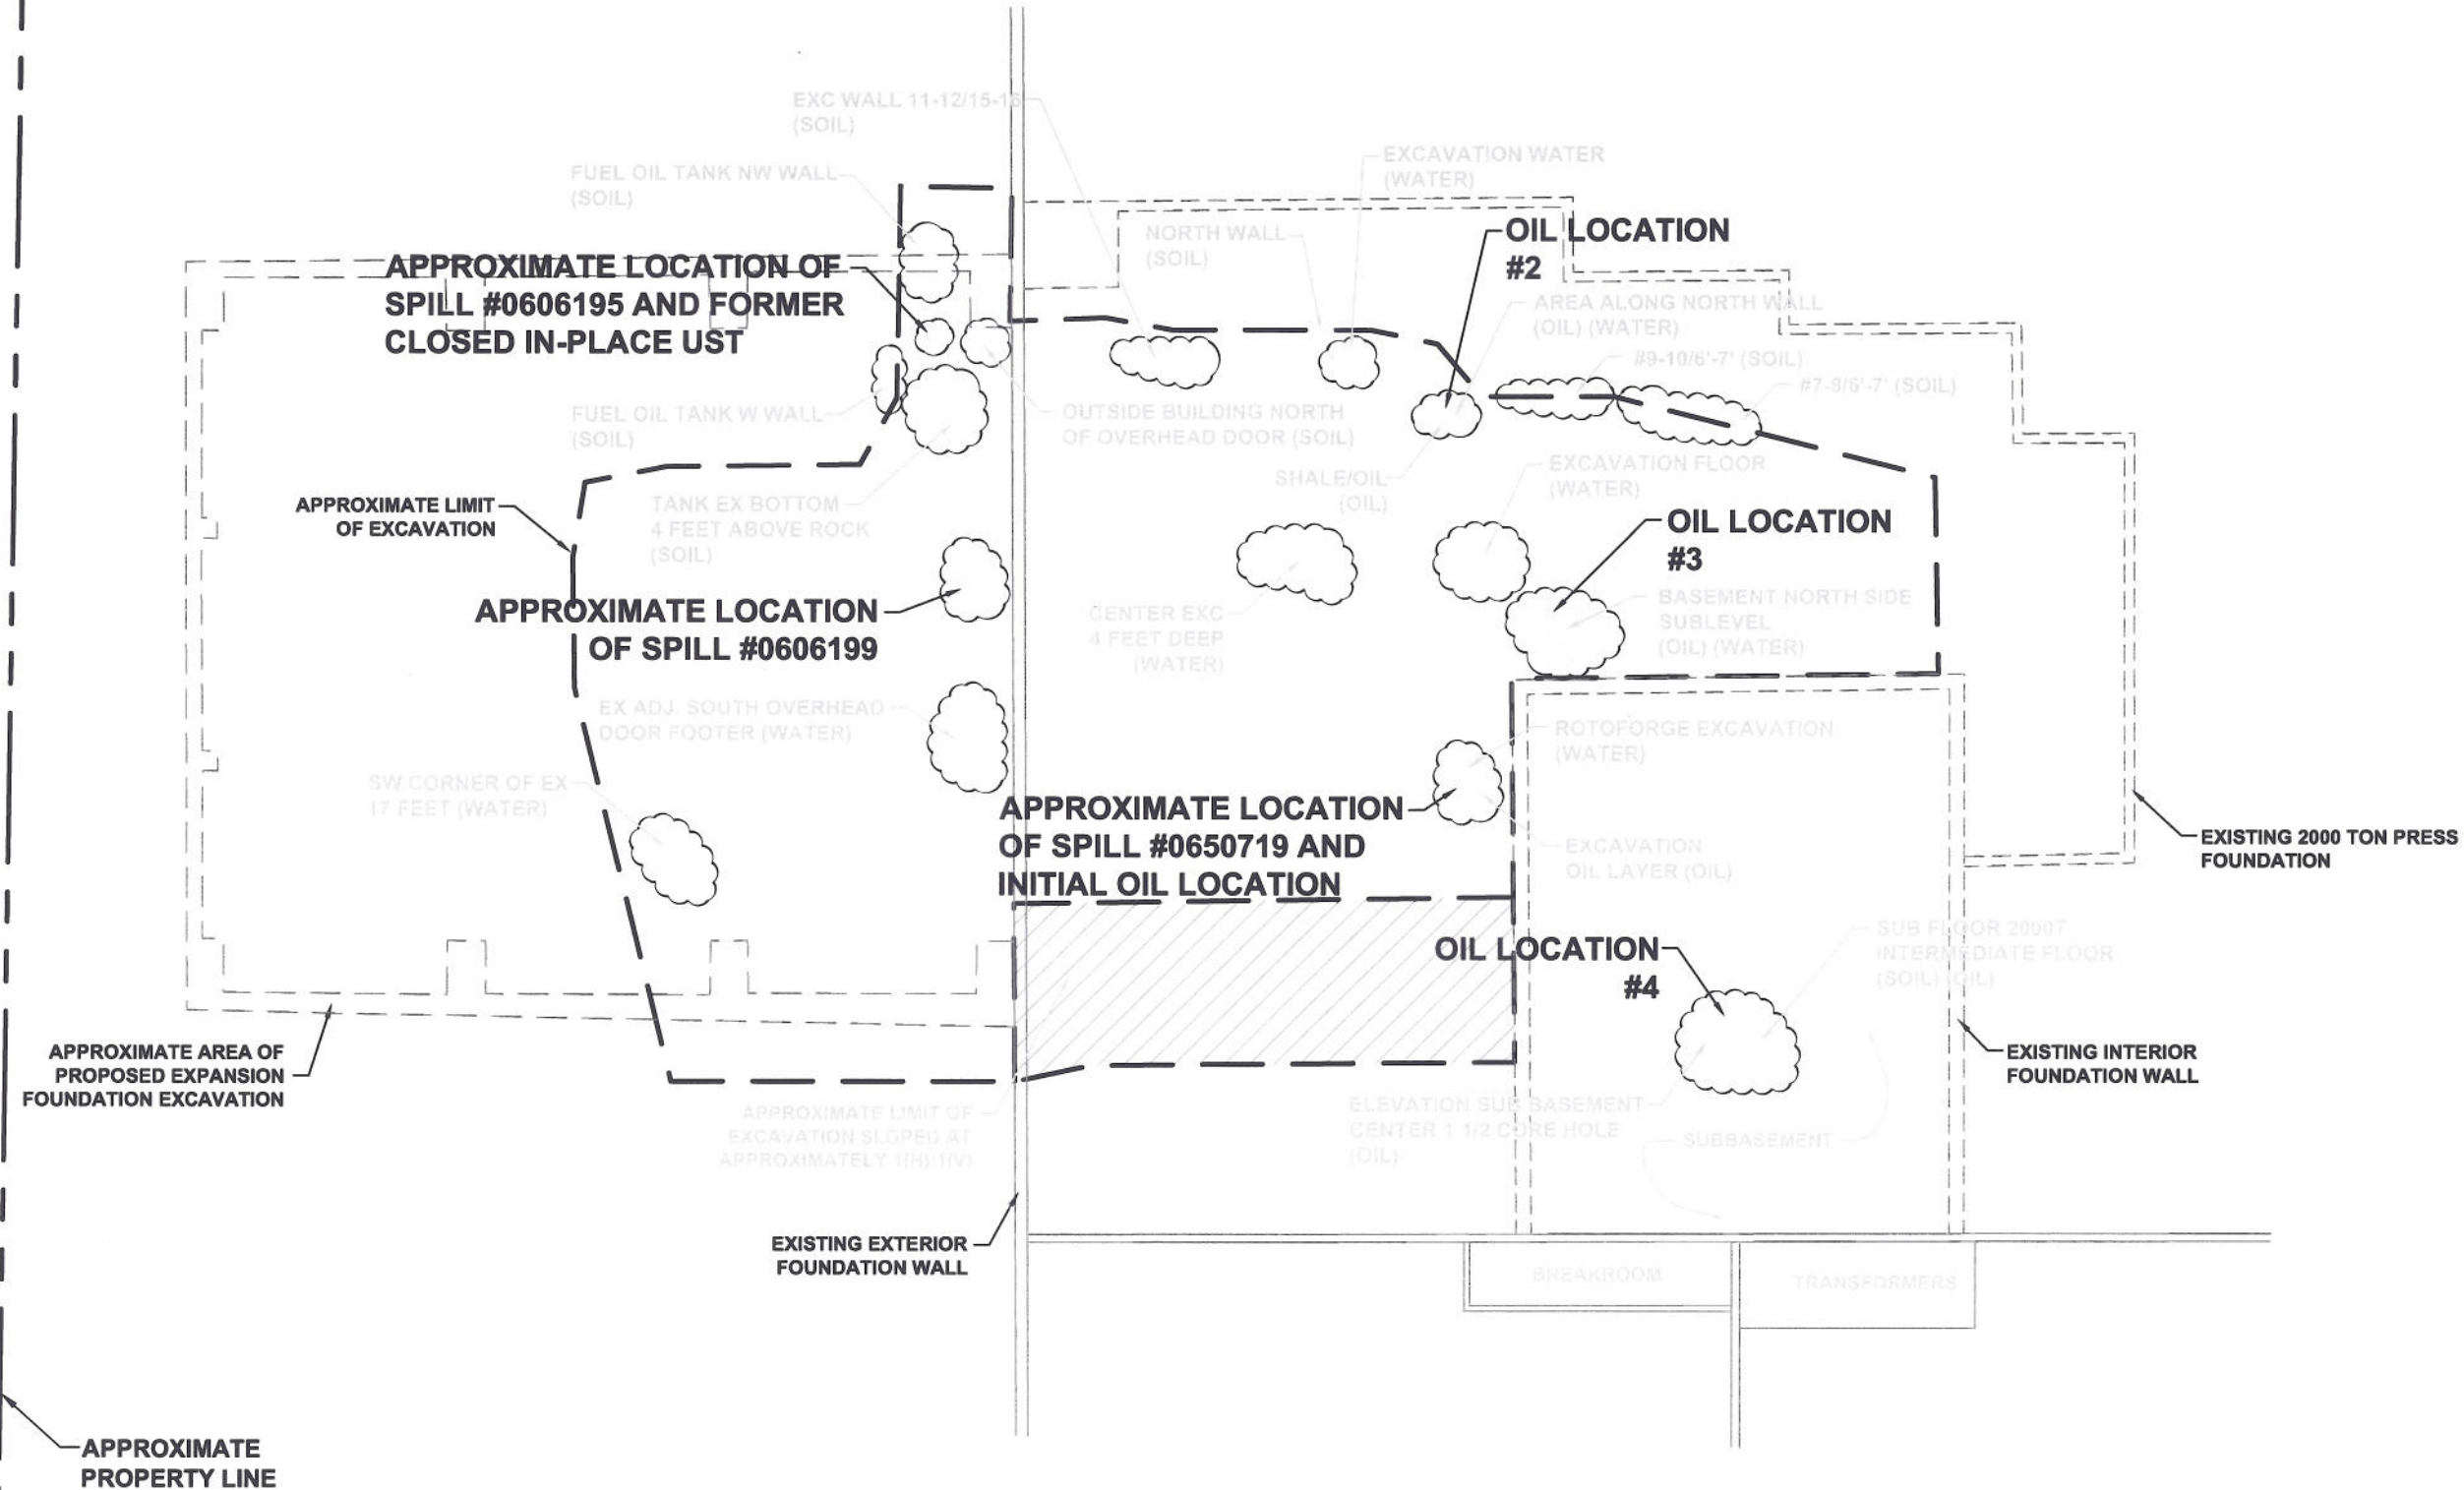 EXC WALL 11-12/15-16
(SOIL)
FUEL OIL TANK NW WALL
(SOIL)
EXCAVATION WATER
(WATER)
NORTH WALL
(SOIL)
OIL LOCATION
#2
APPROXIMATE LOCATION OF
SPILL #0606195 AND FORMER
CLOSED IN-PLACE UST
AREA ALONG NORTH WALL
(OIL) (WATER)
#9-10/6'-7' (SOIL)
#7-8/6'-7' (SOIL)
FUEL OIL TANK W WALL
(SOIL)
OUTSIDE BUILDING NORTH
OF OVERHEAD DOOR (SOIL)
SHALE/OIL
(OIL)
EXCAVATION FLOOR
(WATER)
APPROXIMATE LIMIT
OF EXCAVATION
TANK EX BOTTOM
4 FEET ABOVE ROCK
(SOIL)
OIL LOCATION
#3
APPROXIMATE LOCATION
OF SPILL #0606199
CENTER EXC
4 FEET DEEP
(WATER)
BASEMENT NORTH SIDE
SUBLEVEL
(OIL) (WATER)
EX ADJ. SOUTH OVERHEAD
DOOR FOOTER (WATER)
ROTOFORGE EXCAVATION
(WATER)
SW CORNER OF EX
17 FEET (WATER)
APPROXIMATE LOCATION
OF SPILL #0650719 AND
INITIAL OIL LOCATION
EXCAVATION
OIL LAYER (OIL)
EXISTING 2000 TON PRESS
FOUNDATION
OIL LOCATION
#4
SUB FLOOR 2000T
INTERMEDIATE FLOOR
(SOIL) (OIL)
APPROXIMATE AREA OF
PROPOSED EXPANSION
FOUNDATION EXCAVATION
EXISTING INTERIOR
FOUNDATION WALL
APPROXIMATE LIMIT OF
EXCAVATION SLOPED AT
APPROXIMATELY 1(H):1(V)
ELEVATION SUB BASEMENT
CENTER 1 1/2 CORE HOLE
(OIL)
SUBBASEMENT
EXISTING EXTERIOR
FOUNDATION WALL
BREAKROOM
TRANSFORMERS
APPROXIMATE
PROPERTY LINE